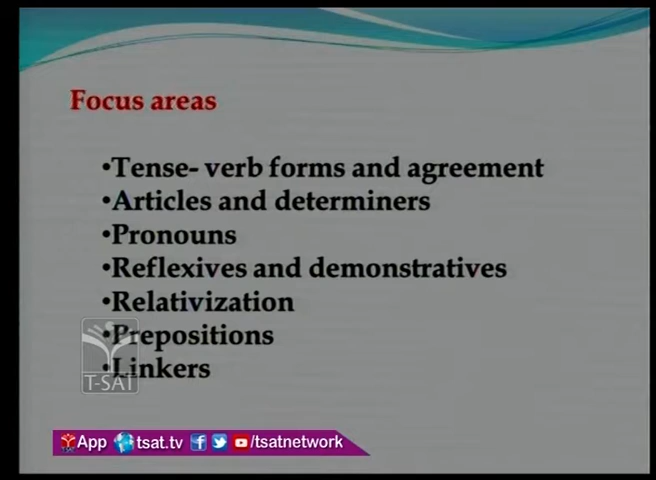 Focus areas
•Tense- verb forms and agreement
•Articles and determiners
•Pronouns
•Reflexives and demonstratives
•Relativization
•Prepositions
•Linkers
T-SAT
App tsat.tv /tsatnetwork